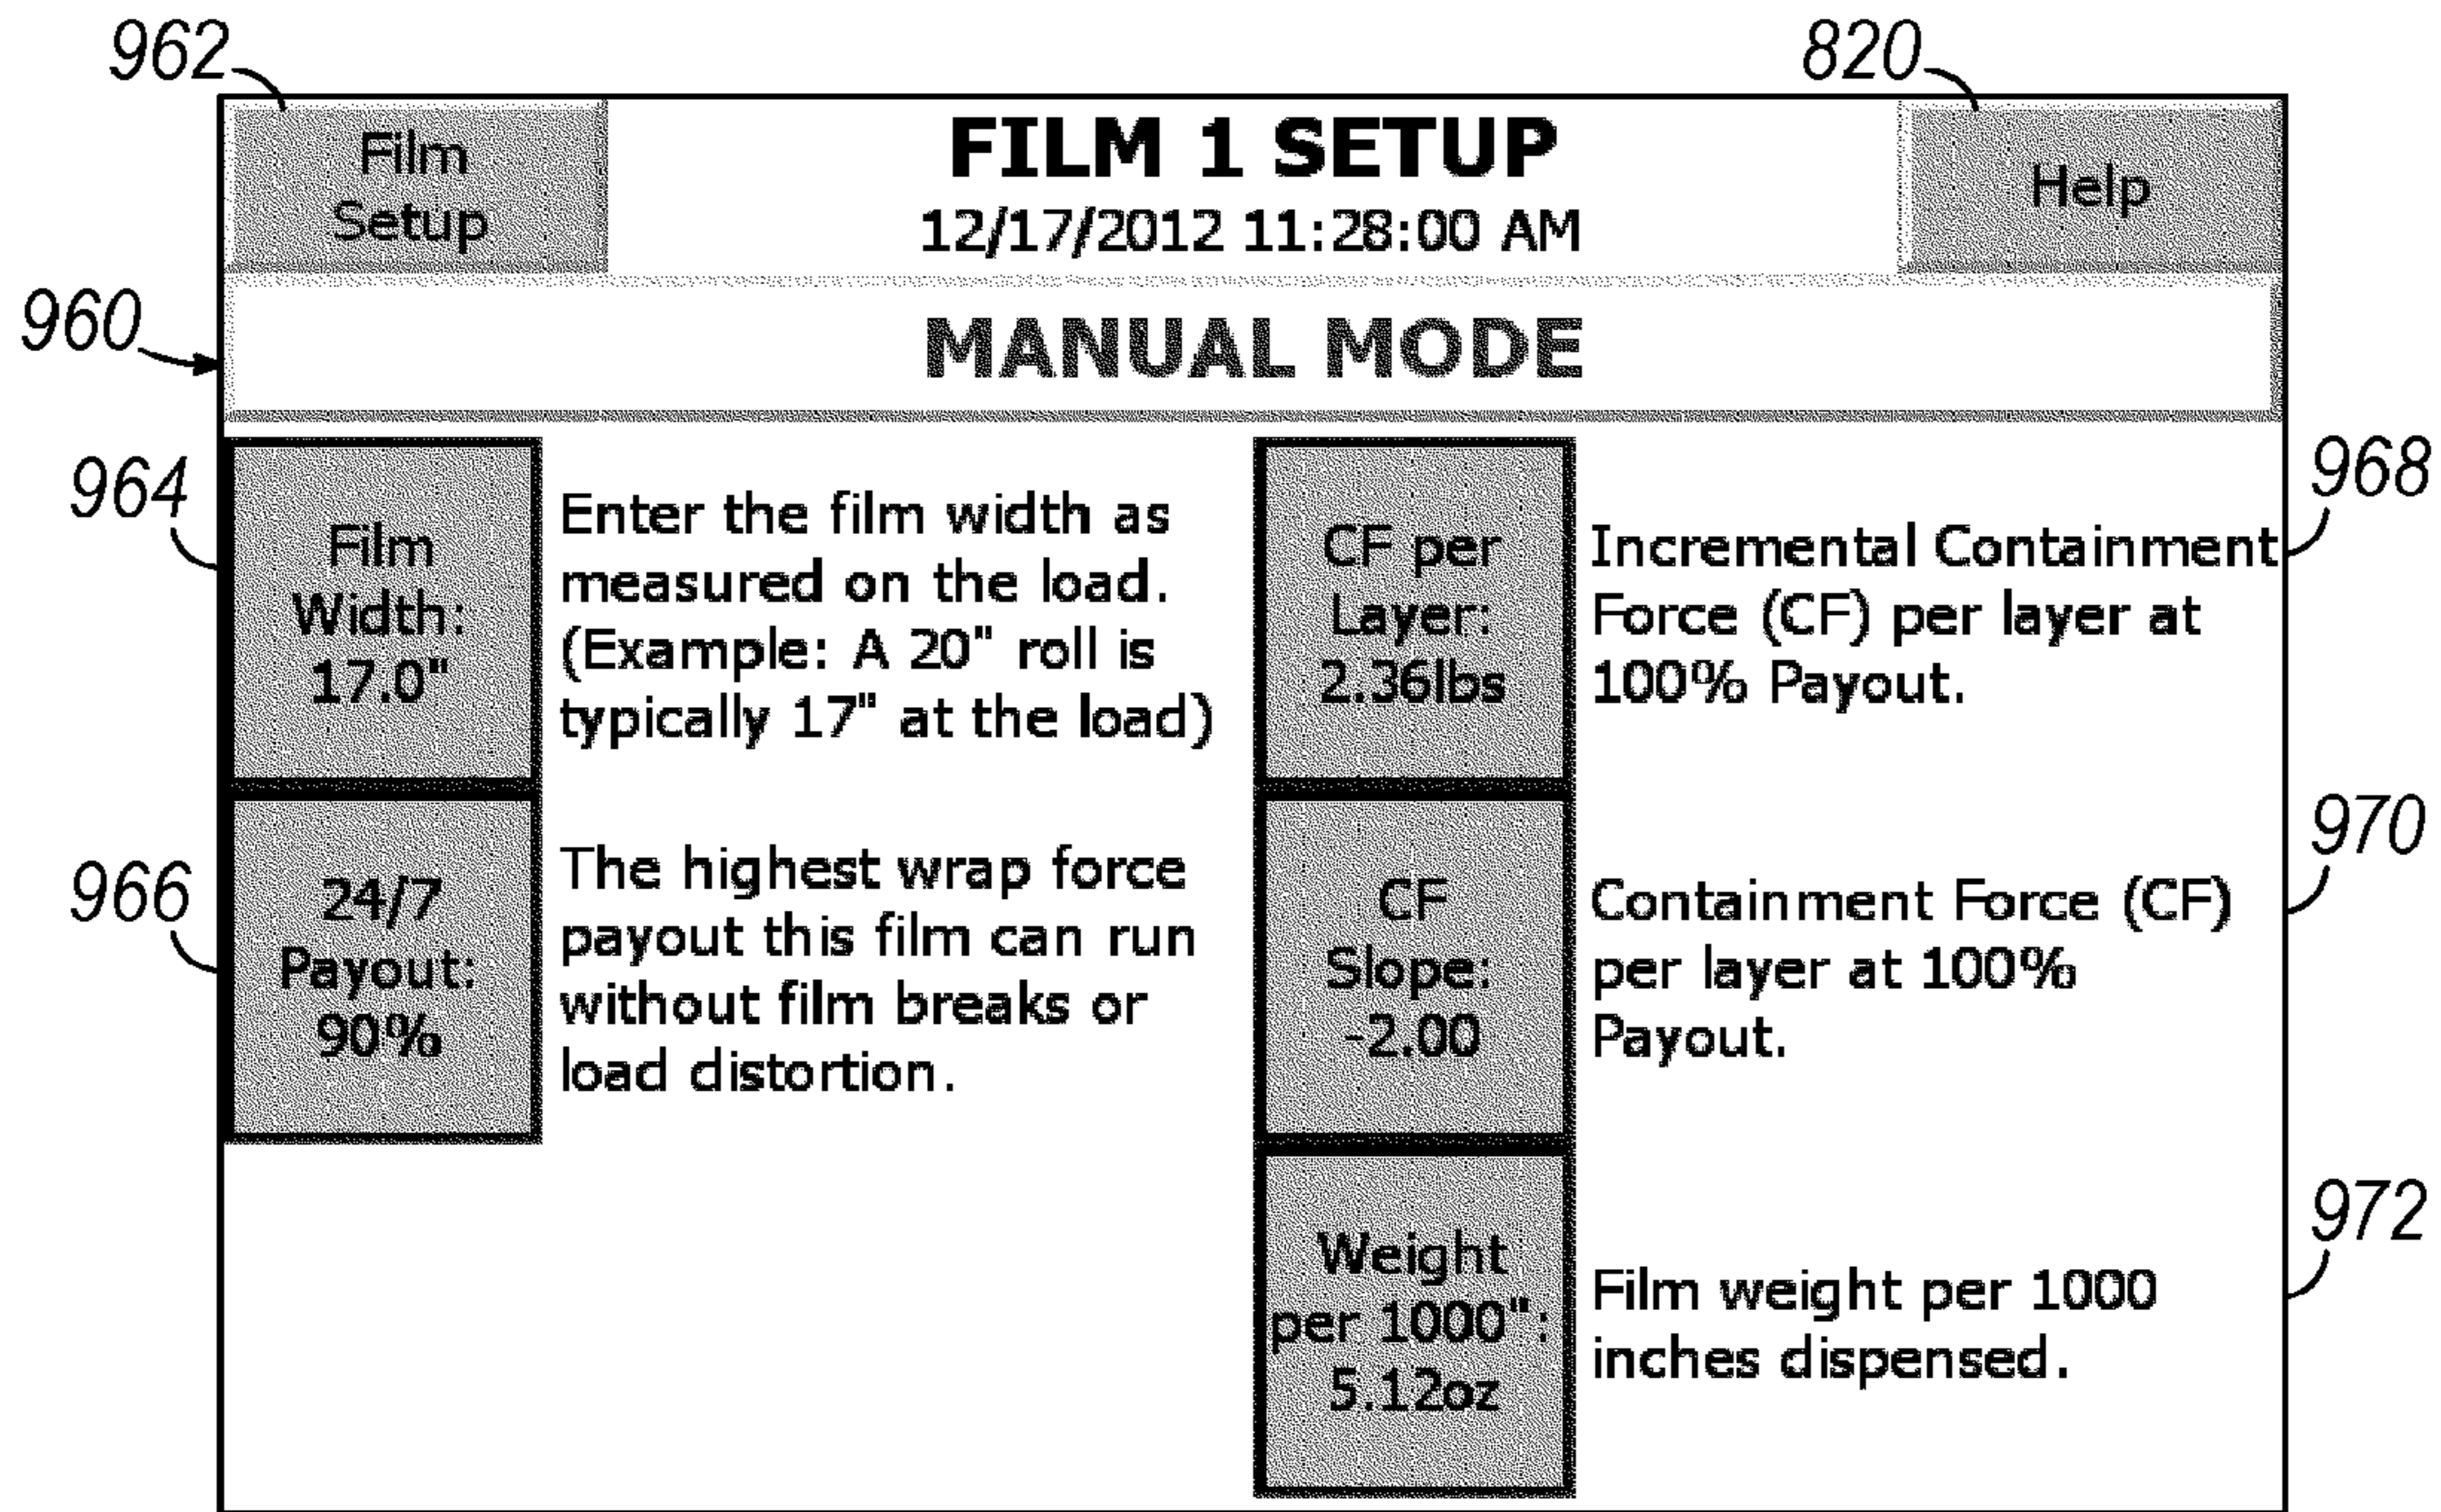 962
820
Film
Setup
FILM 1 SETUP
12/17/2012 11:28:00 AM
Help
960
MANUAL MODE
964
Film
Width:
17.0"
Enter the film width as
measured on the load.
(Example: A 20" roll is
typically 17" at the load)
CF per
Layer:
2.36lbs
Incremental Containment
Force (CF) per layer at
100% Payout.
968
966
24/7
Payout:
90%
The highest wrap force
payout this film can run
without film breaks or
load distortion.
CF
Slope:
-2.00
Containment Force (CF)
per layer at 100%
Payout.
970
Weight
per 1000":
5.12oz
Film weight per 1000
inches dispensed.
972